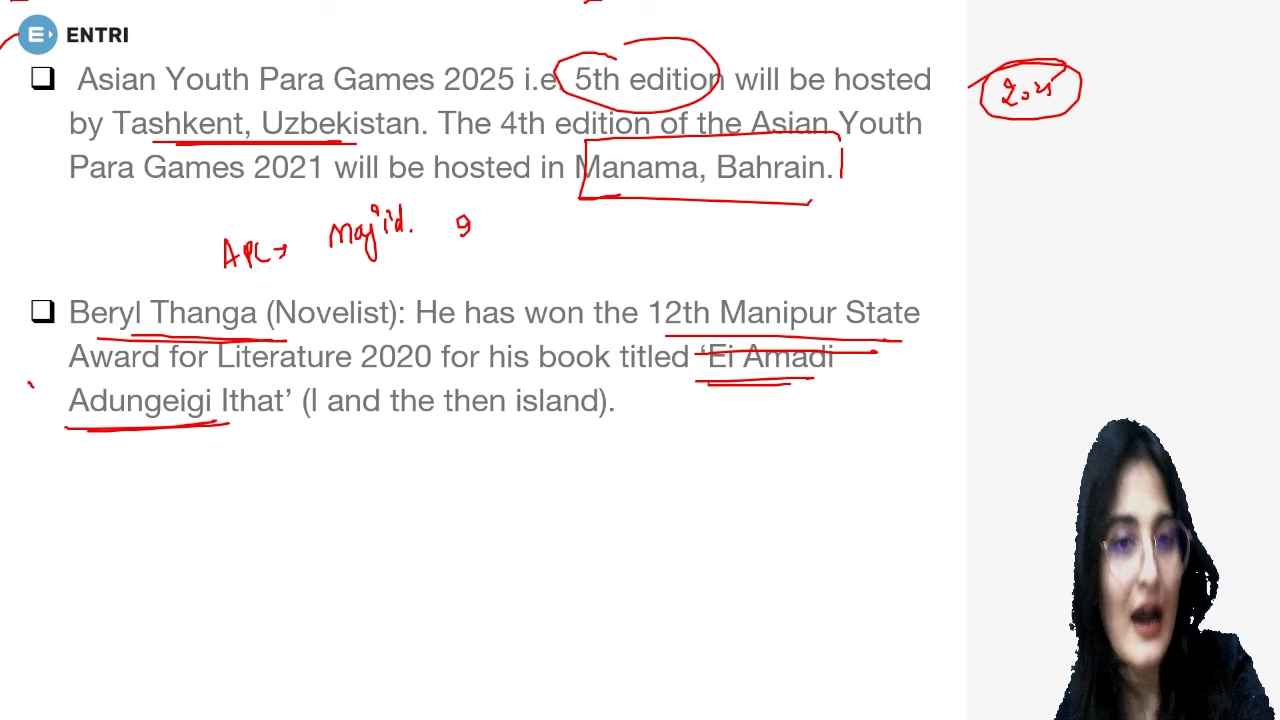 ENTRI
Asian Youth Para Games 2025 i.e. 5th edition will be hosted
by Tashkent, Uzbekistan. The 4th edition of the Asian Youth
Para Games 2021 will be hosted in Manama, Bahrain.
APC → Majid.
Beryl Thanga (Novelist): He has won the 12th Manipur State
Award for Literature 2020 for his book titled ‘Ei Amadi
Adungeigi Ithat’ (I and the then island).